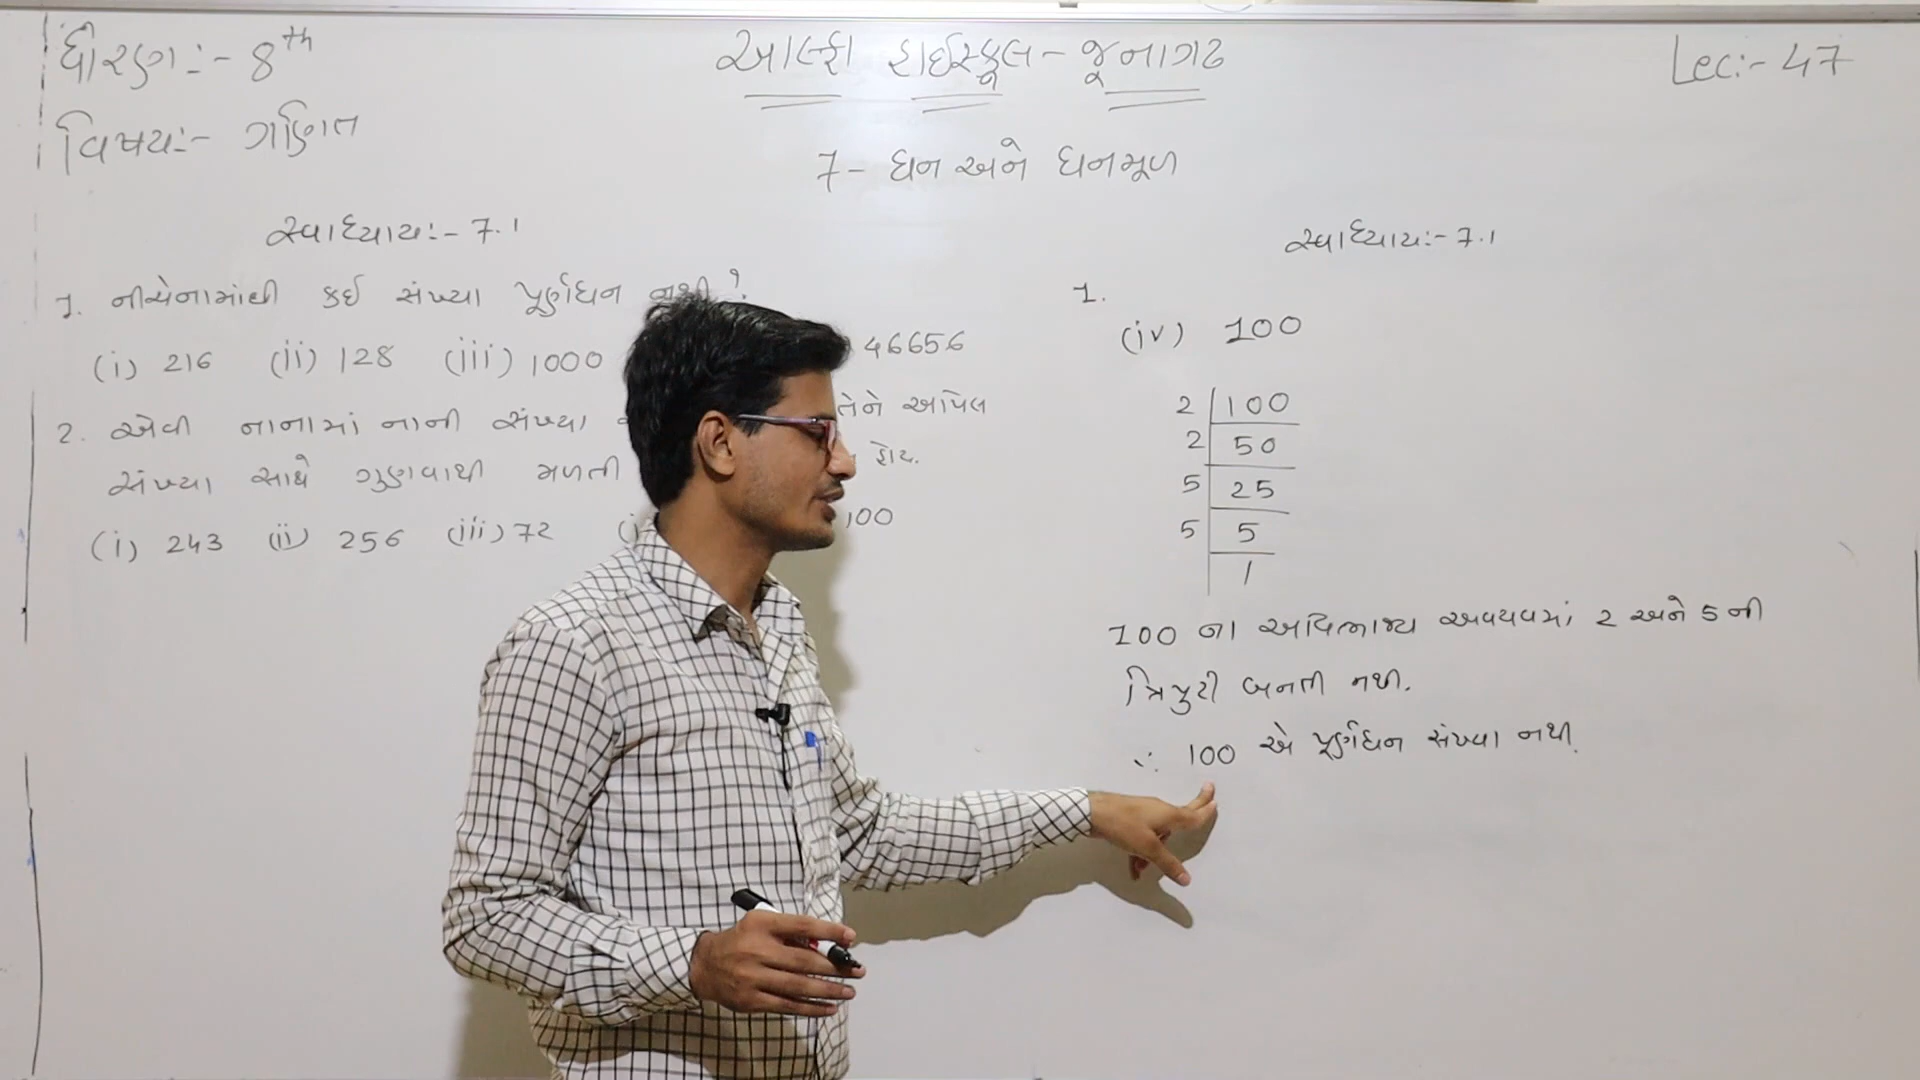 ધોરણ:- 8th
વિષય:- ગણિત
આલ્ફા હાઈસ્કૂલ - જૂનાગઢ
Lec:- 47
7- ઘન અને ઘનમૂળ
સ્વાધ્યાય:- 7.1
1. નીચેનામાંથી કઈ સંખ્યા પૂર્ણઘન નથી?
(i) 216 (ii) 128 (iii) 1000 46656
2. એવી નાનામાં નાની સંખ્યા તેને આપેલ
સંખ્યા સાથે ગુણવાથી મળતી હોય.
(i) 243 (ii) 256 (iii) 72 100
સ્વાધ્યાય:- 7.1
1.
(iv) 100
2 100
2 50
5 25
5 5
1
100 ના અવિભાજ્ય અવયવમાં 2 અને 5 ની
ત્રિપુટી બનતી નથી.
∴ 100 એ પૂર્ણઘન સંખ્યા નથી.